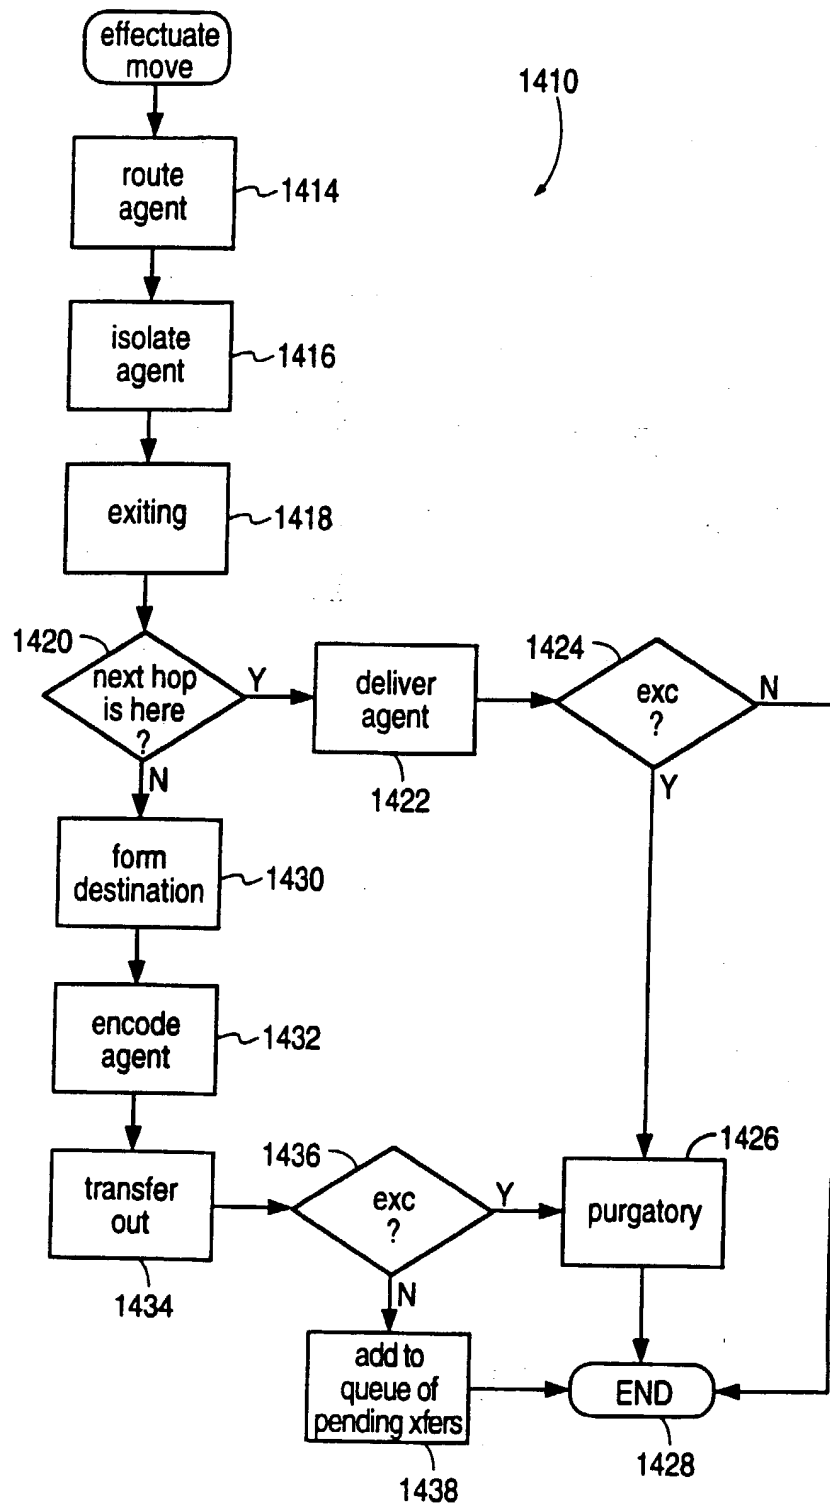 effectuate
move
1410
route
agent
1414
isolate
agent
1416
exiting
1418
1420
next hop
is here
?
Y
N
deliver
agent
1422
1424
exc
?
N
Y
form
destination
1430
encode
agent
1432
transfer
out
1434
1436
exc
?
Y
N
1426
purgatory
add to
queue of
pending xfers
1438
END
1428